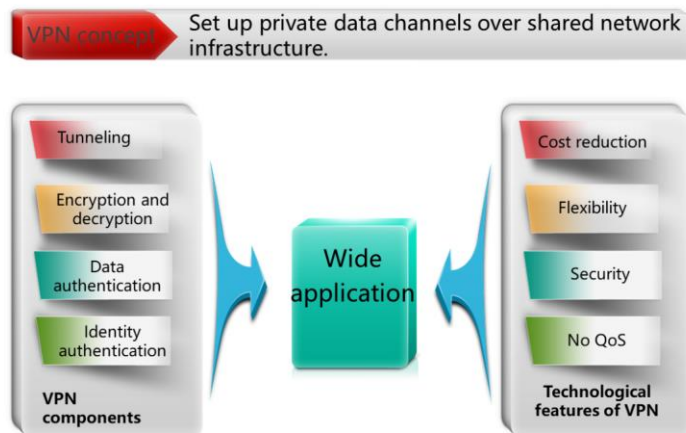 VPN concept
Set up private data channels over shared network
infrastructure.
Tunneling
Encryption and
decryption
Data
authentication
Identity
authentication
VPN
components
Wide
application
Cost reduction
Flexibility
Security
No QoS
Technological
features of VPN